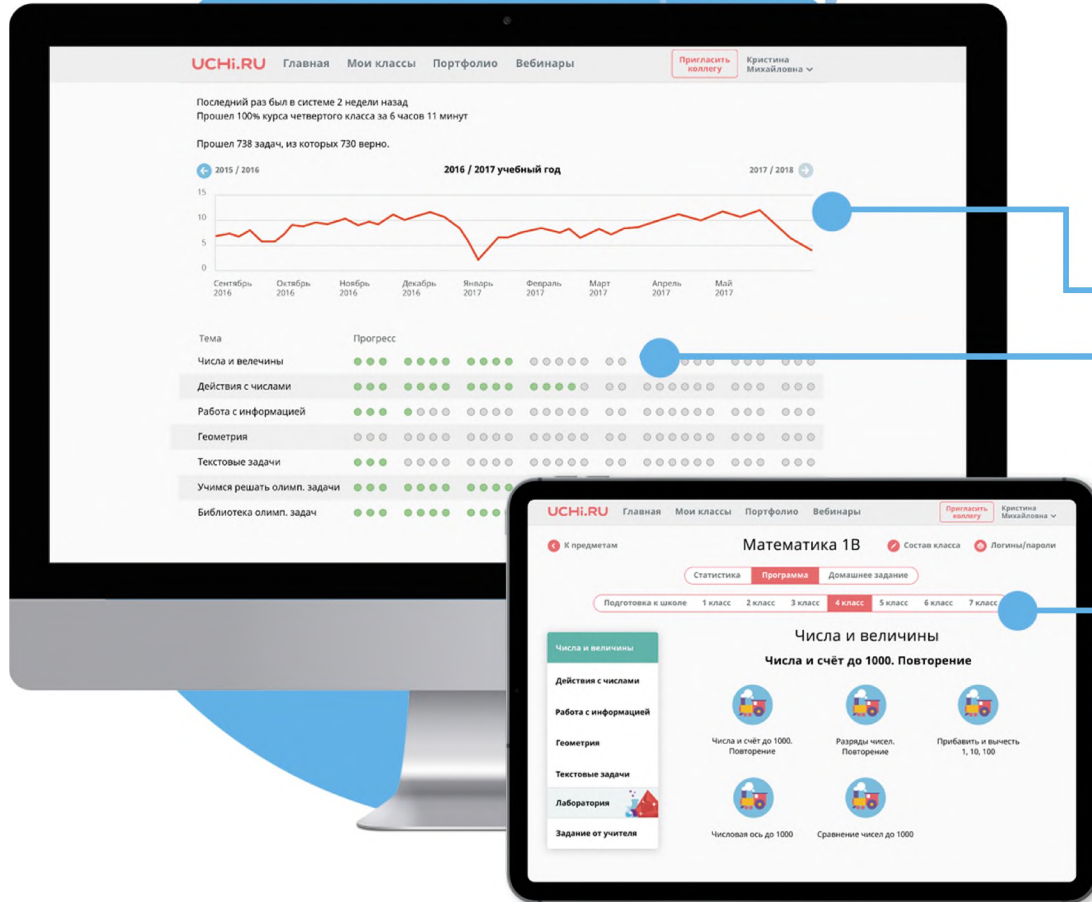 UCHi.RU Главная Мои классы Портфолио Вебинары Пригласить коллегу Кристина Михайловна
Последний раз был в системе 2 недели назад
Прошел 100% курса четвертого класса за 6 часов 11 минут
Прошел 738 задач, из которых 730 верно.
2015 / 2016 2016 / 2017 учебный год 2017 / 2018
15
10
5
0
Сентябрь Октябрь Ноябрь Декабрь Январь Февраль Март Апрель Май
2016 2016 2016 2016 2017 2017 2017 2017 2017
Тема Прогресс
Числа и велечины
Действия с числами
Работа с информацией
Геометрия
Текстовые задачи
Учимся решать олимп. задачи
Библиотека олимп. задач
UCHi.RU Главная Мои классы Портфолио Вебинары Пригласить коллегу Кристина Михайловна
К предметам Математика 1В Состав класса Логины/пароли
Статистика Программа Домашнее задание
Подготовка к школе 1 класс 2 класс 3 класс 4 класс 5 класс 6 класс 7 класс
Числа и величины
Действия с числами
Работа с информацией
Геометрия
Текстовые задачи
Лаборатория
Задание от учителя
Числа и величины
Числа и счёт до 1000. Повторение
Числа и счёт до 1000. Разряды чисел. Прибавить и вычесть
Повторение Повторение 1, 10, 100
Числовая ось до 1000 Сравнение чисел до 1000